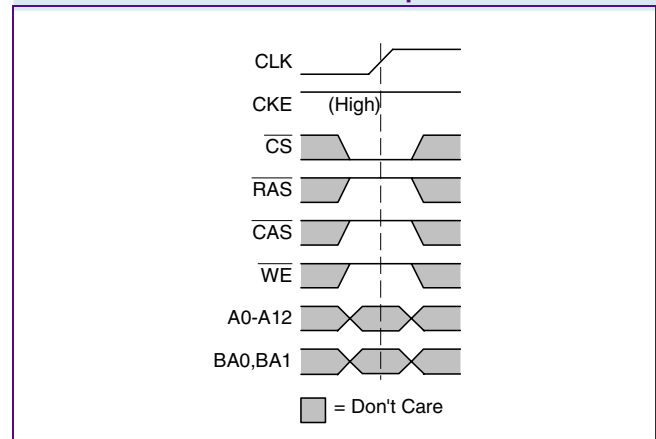 CLK
CKE (High)
CS
RAS
CAS
WE
A0-A12
BA0,BA1
= Don't Care